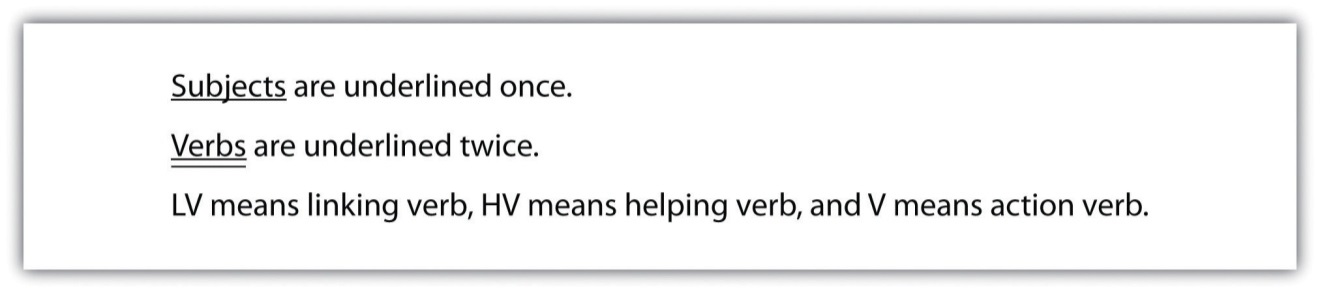 Subjects are underlined once.
Verbs are underlined twice.
LV means linking verb, HV means helping verb, and V means action verb.